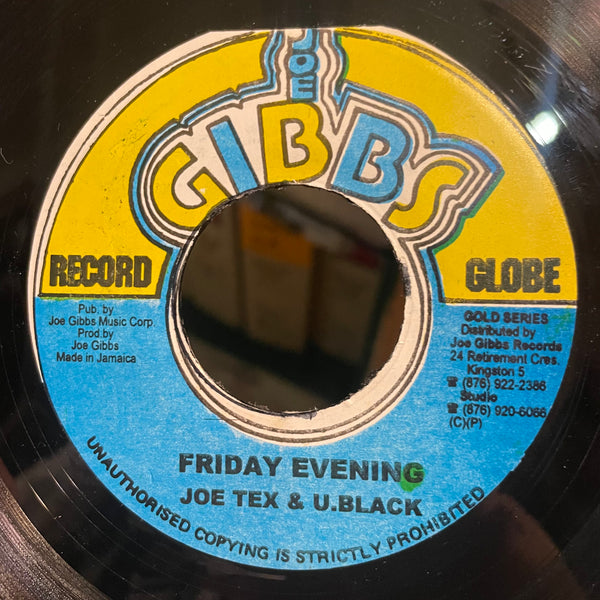 JOE
GIBBS
RECORD GLOBE
Pub. by
Joe Gibbs Music Corp
Prod.by
Joe Gibbs
Made in Jamaica
GOLD SERIES
Distributed by
Joe Gibbs Records
24 Retirement Cres.
Kingston 5
☎ (876) 922-2386
Studio
☎ (876) 920-6066
(C)(P)
FRIDAY EVENING
JOE TEX & U.BLACK
UNAUTHORISED COPYING IS STRICTLY PROHIBITED